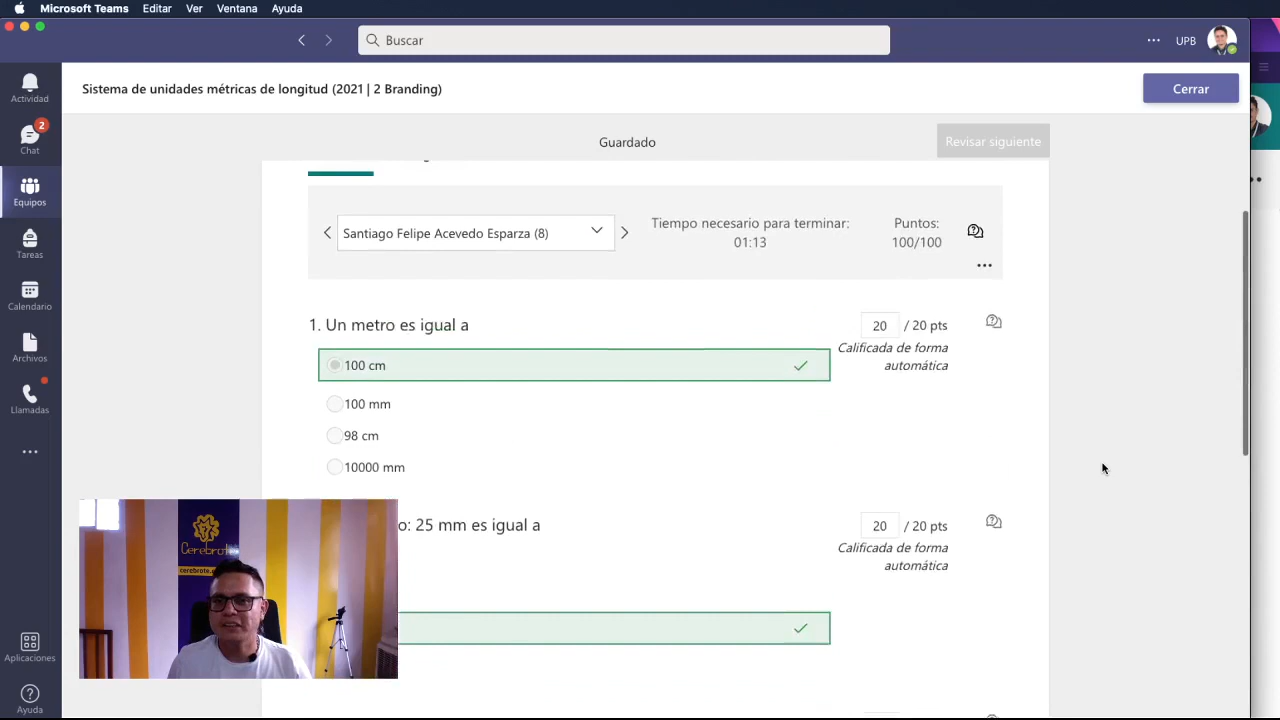 Microsoft Teams Editar Ver Ventana Ayuda
Buscar
UPB
Sistema de unidades métricas de longitud (2021 | 2 Branding)
Cerrar
Actividad
2
Chat
Equipos
Tareas
Calendario
Archivos
Llamadas
Aplicaciones
Ayuda
Guardado
Revisar siguiente
Santiago Felipe Acevedo Esparza (8)
Tiempo necesario para terminar:
01:13
Puntos:
100/100
1. Un metro es igual a
20 / 20 pts
Calificada de forma
automática
100 cm
100 mm
98 cm
10000 mm
o: 25 mm es igual a
20 / 20 pts
Calificada de forma
automática
Cerebrote